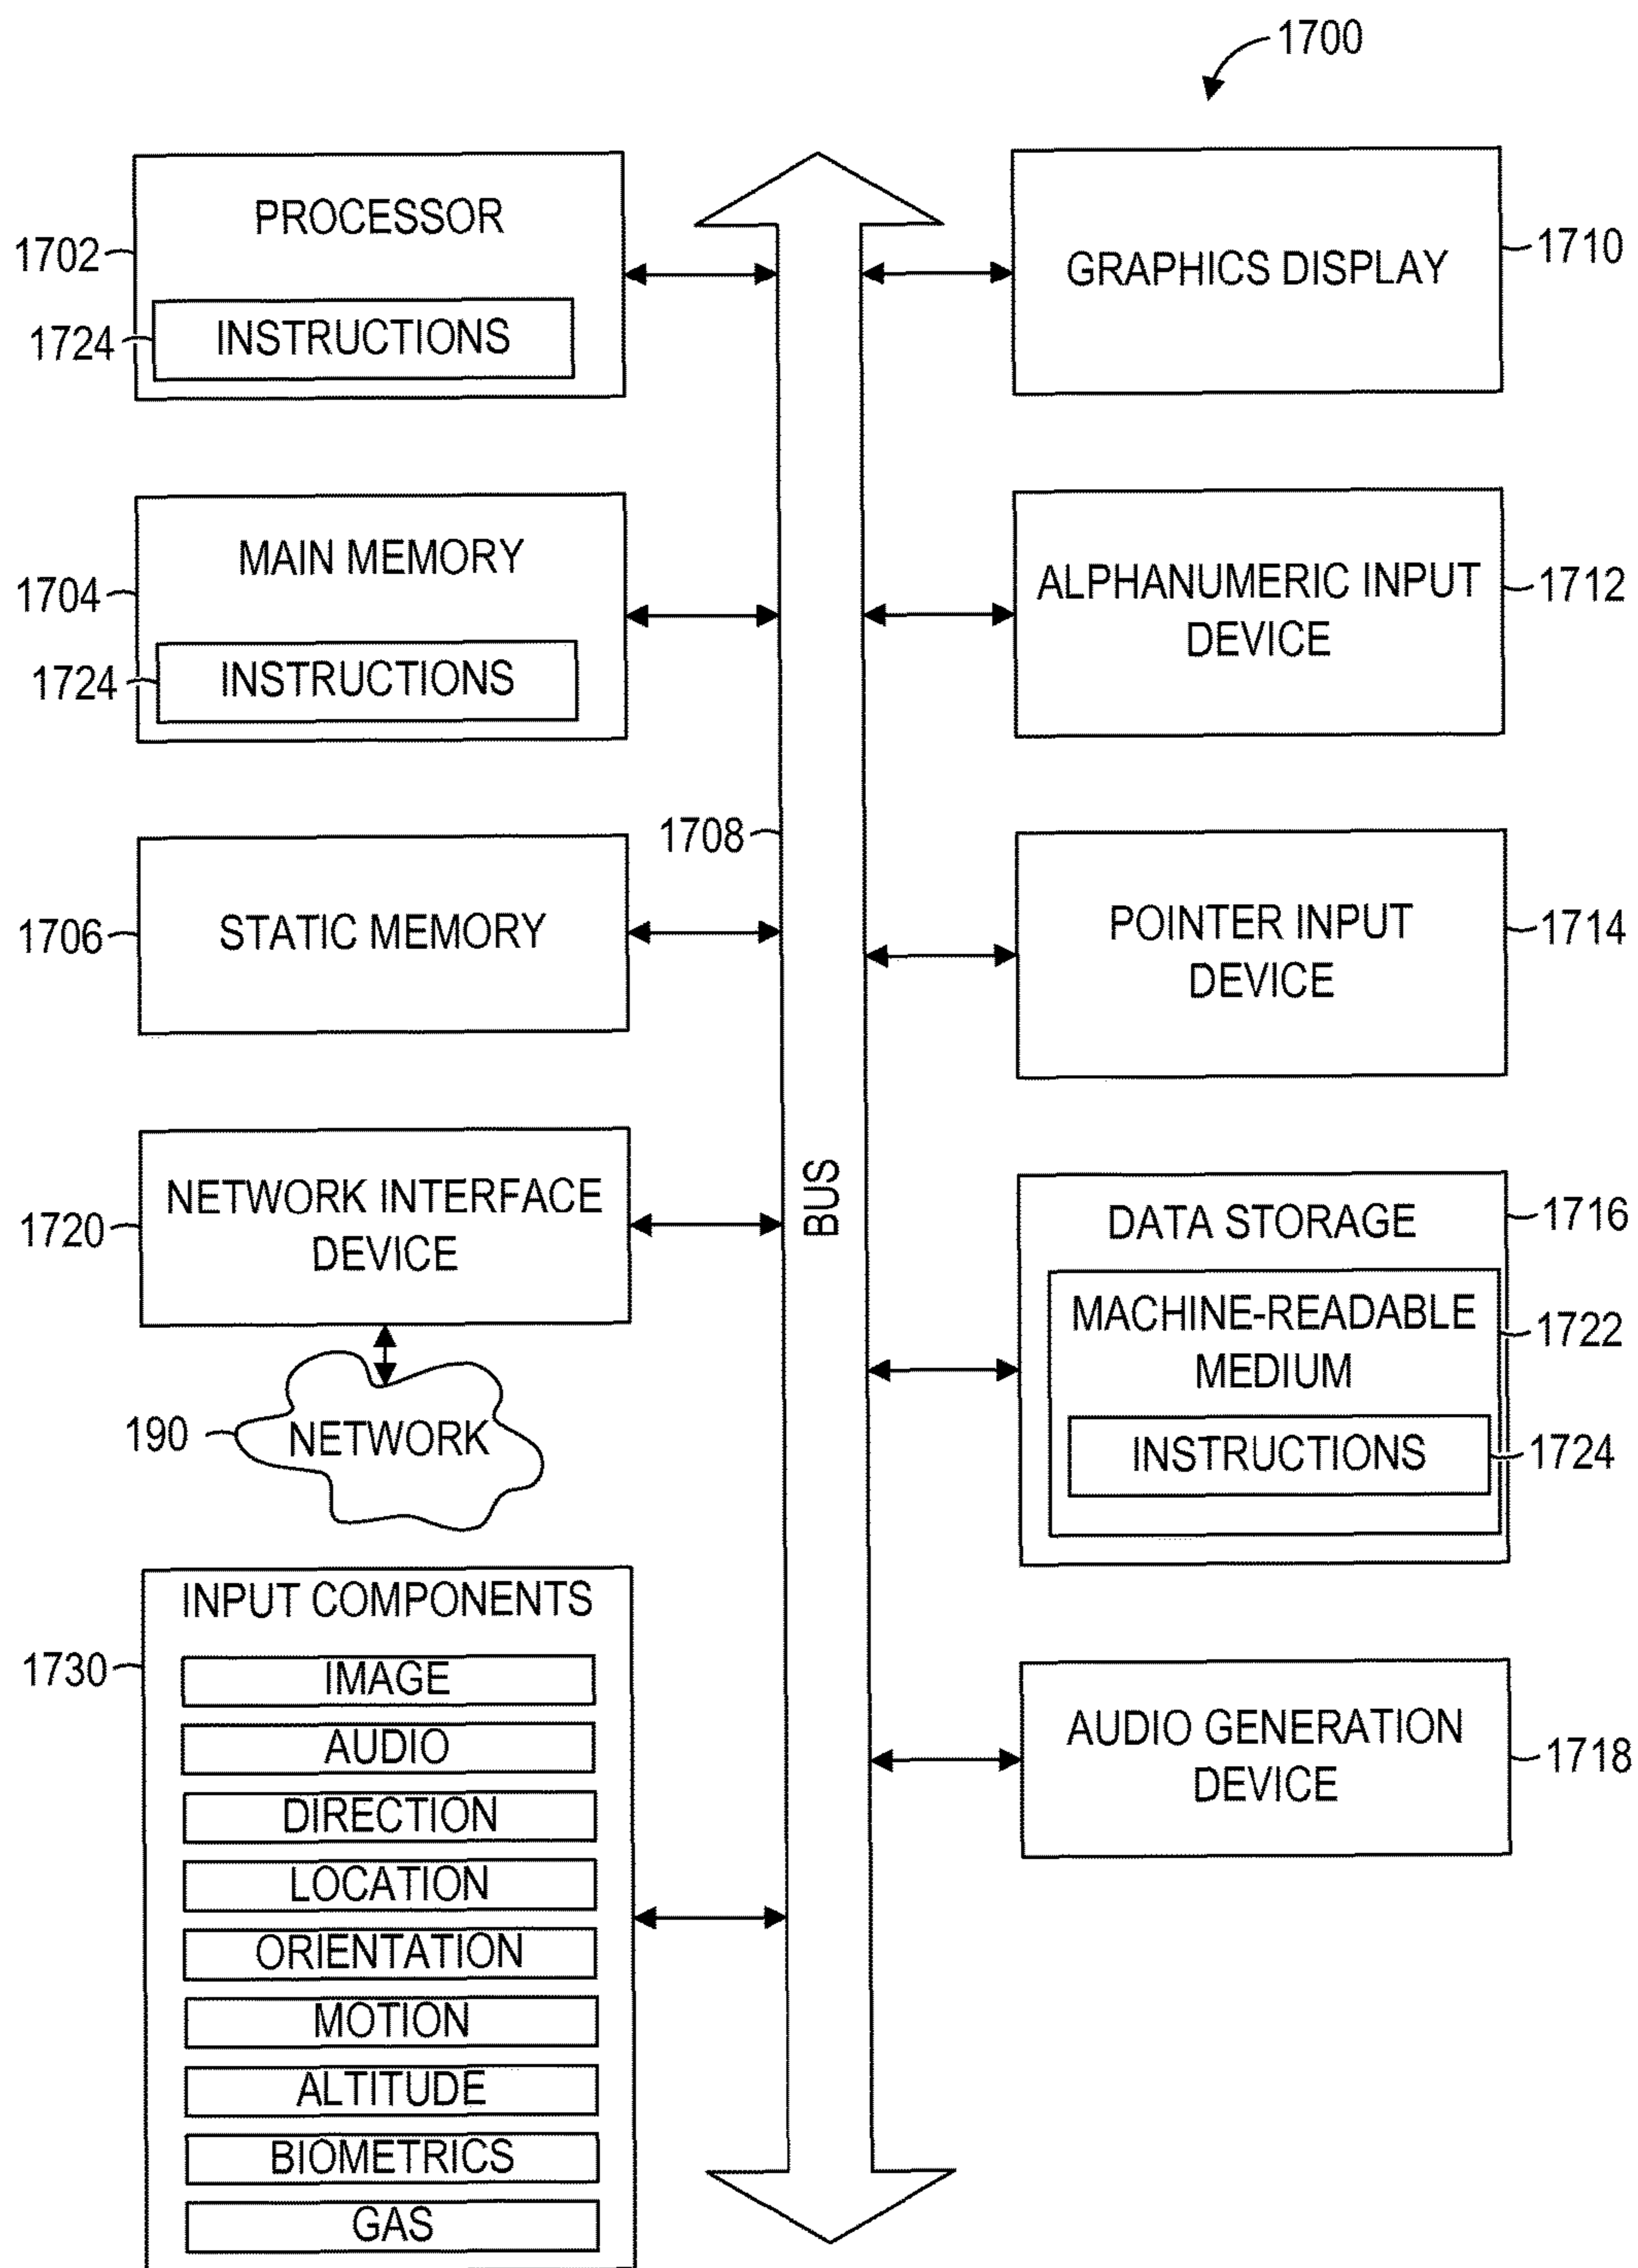 1700
PROCESSOR
1702
INSTRUCTIONS
1724
MAIN MEMORY
1704
INSTRUCTIONS
1724
STATIC MEMORY
1706
1708
NETWORK INTERFACE
DEVICE
1720
NETWORK
190
INPUT COMPONENTS
1730
IMAGE
AUDIO
DIRECTION
LOCATION
ORIENTATION
MOTION
ALTITUDE
BIOMETRICS
GAS
BUS
GRAPHICS DISPLAY
1710
ALPHANUMERIC INPUT
DEVICE
1712
POINTER INPUT
DEVICE
1714
DATA STORAGE
1716
MACHINE-READABLE
MEDIUM
1722
INSTRUCTIONS
1724
AUDIO GENERATION
DEVICE
1718